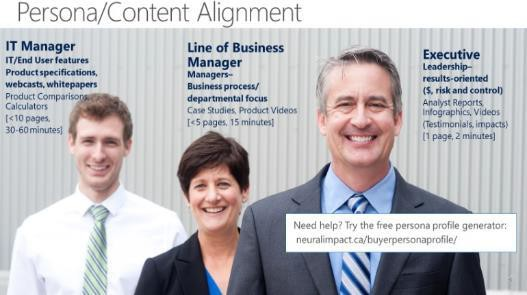 Persona/Content Alignment
IT Manager
IT/End User features
Product specifications,
webcasts, whitepapers
Product Comparisons,
Calculators
[<10 pages,
30-60 minutes]
Line of Business
Manager
Managers–
Business process/
departmental focus
Case Studies, Product Videos
[<5 pages, 15 minutes]
Executive
Leadership–
results-oriented
($, risk and control)
Analyst Reports,
Infographics, Videos
(Testimonials, impacts)
[1 page, 2 minutes]
Need help? Try the free persona profile generator:
neuralimpact.ca/buyerpersonaprofile/